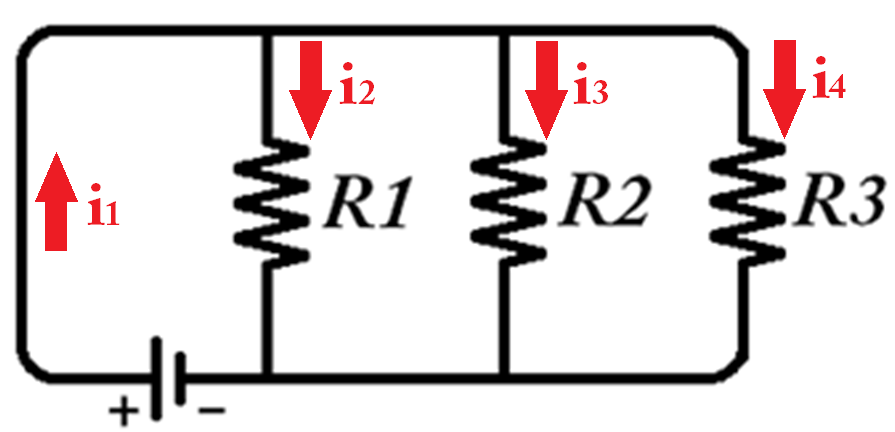 i2 i3 i4
i1 R1 R2 R3
+ −